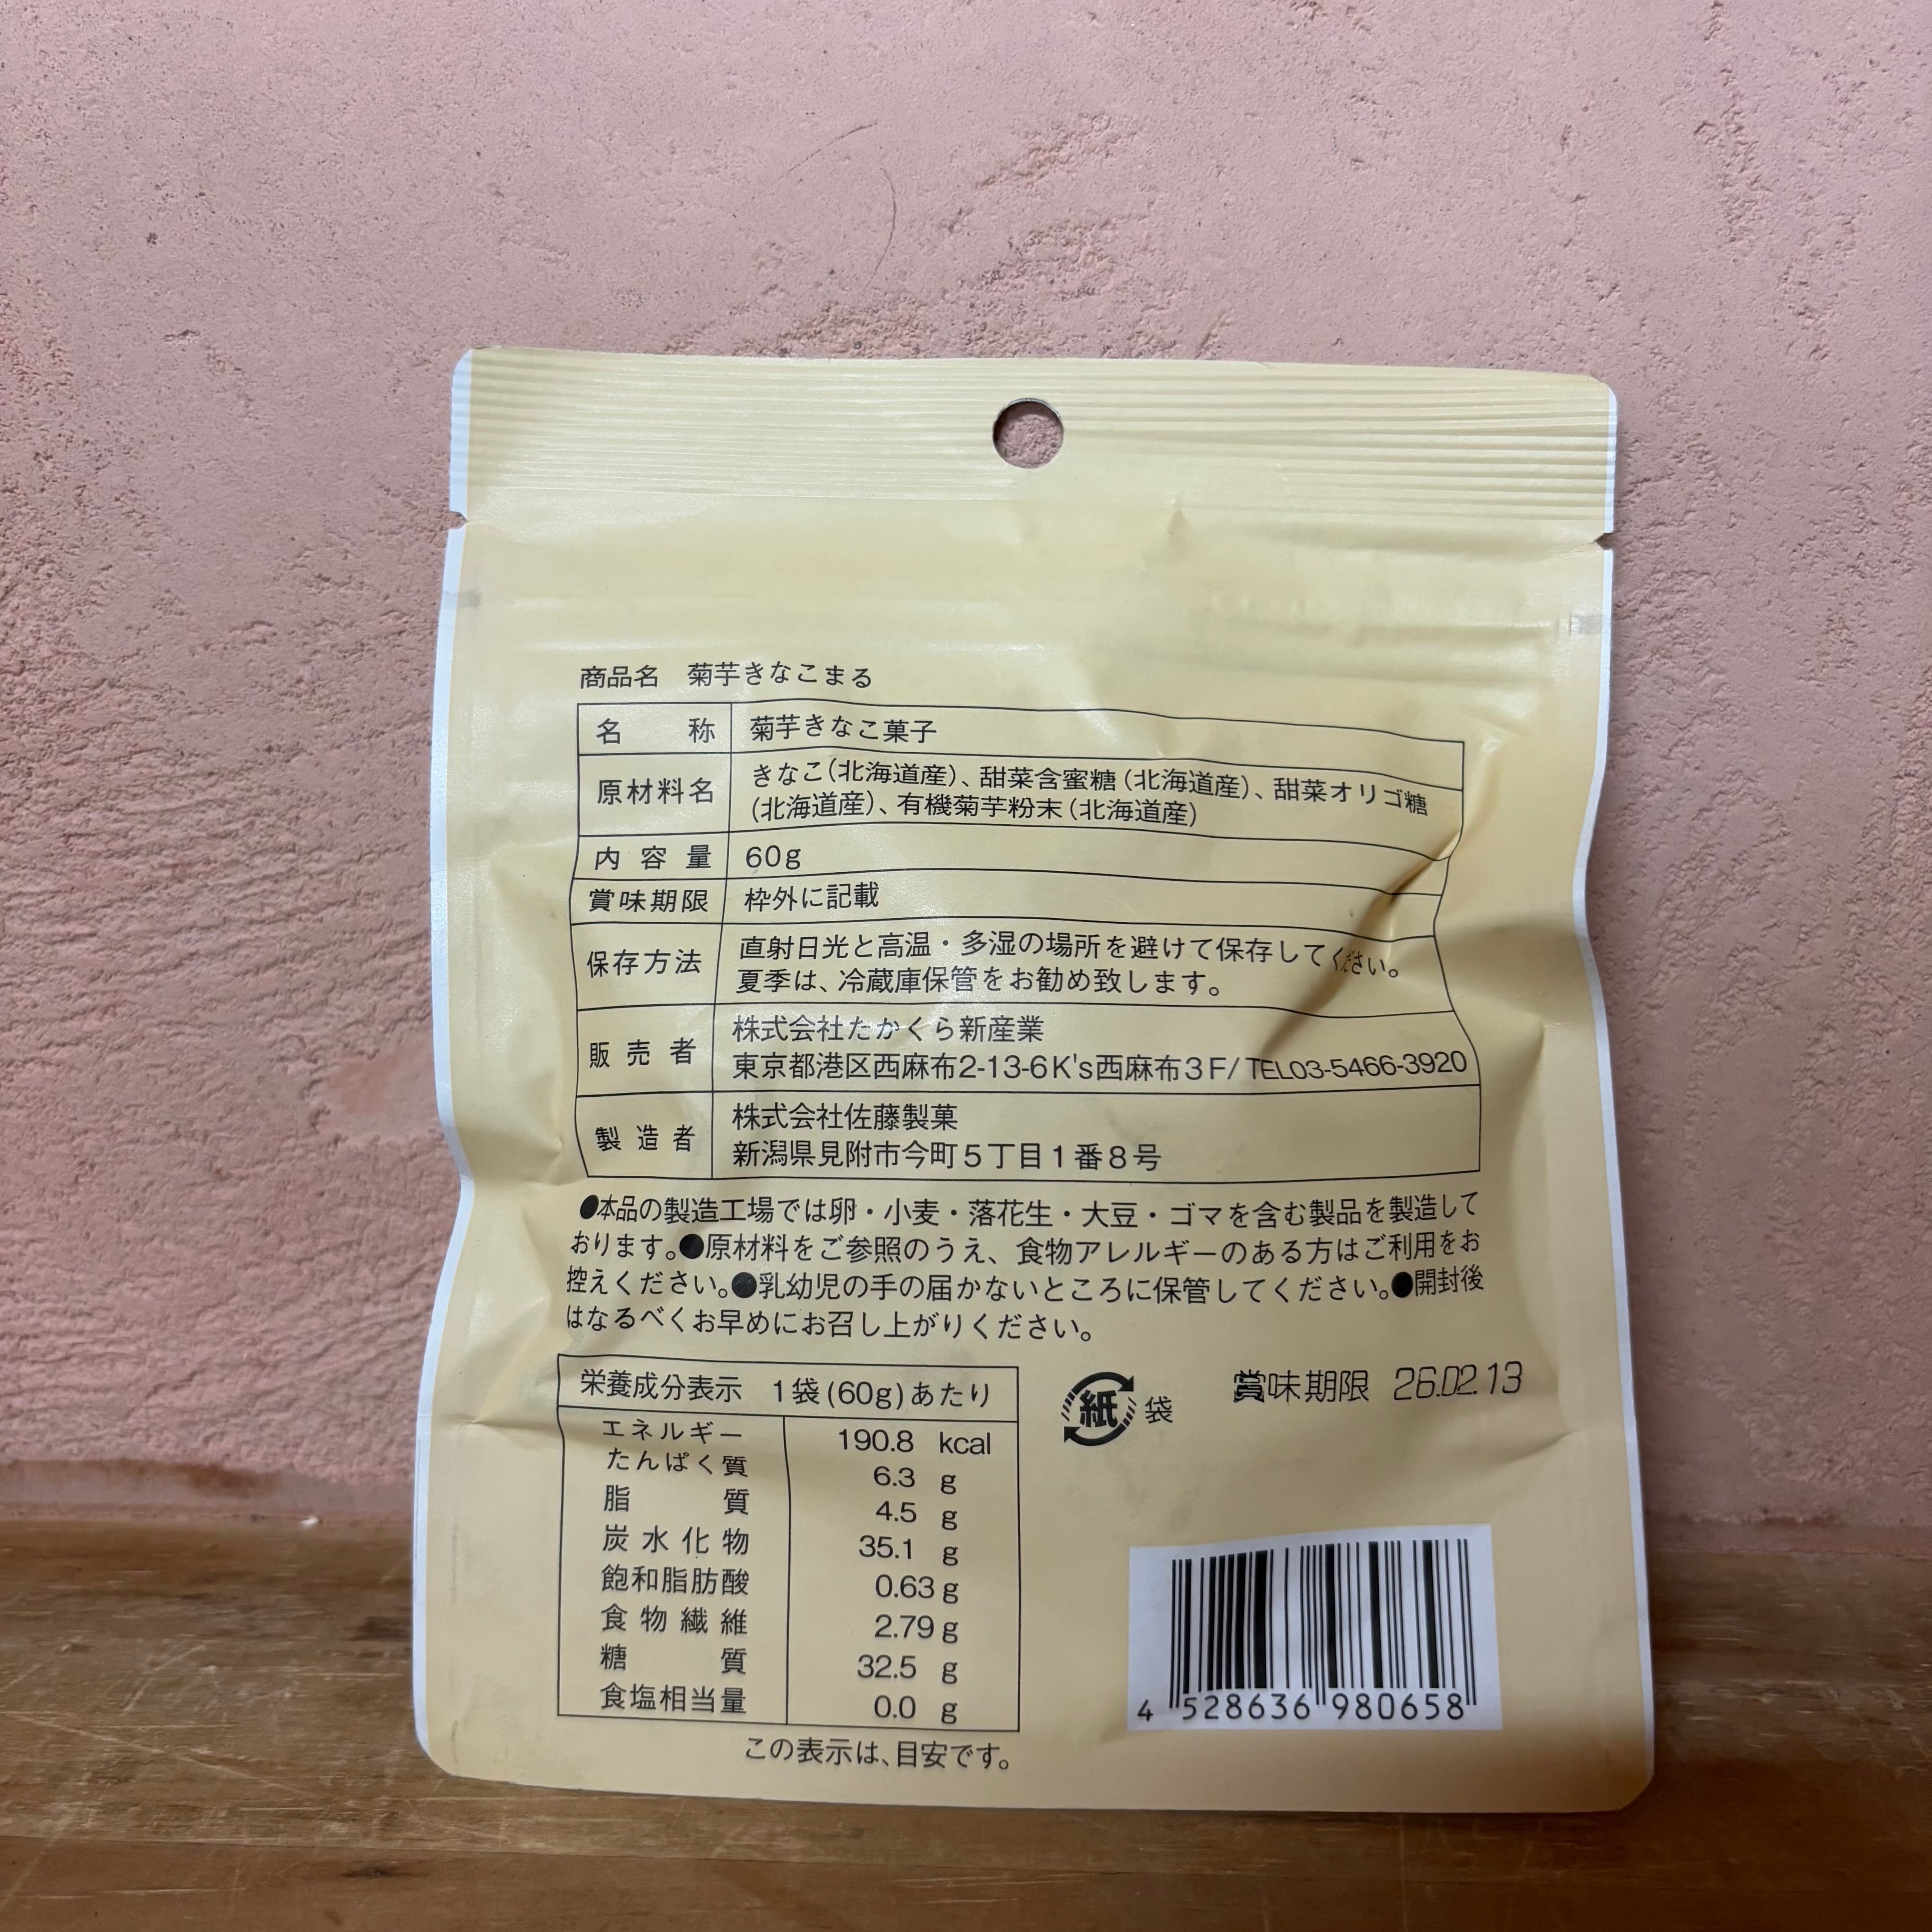 商品名 菊芋きなこまる
名称 菊芋きなこ菓子
原材料名 きなこ(北海道産)、甜菜含蜜糖(北海道産)、甜菜オリゴ糖
(北海道産)、有機菊芋粉末(北海道産)
内容量 60g
賞味期限 枠外に記載
保存方法 直射日光と高温・多湿の場所を避けて保存してください。
夏季は、冷蔵庫保管をお勧め致します。
販売者 株式会社たかくら新産業
東京都港区西麻布2-13-6K's西麻布3F/TEL03-5466-3920
製造者 株式会社佐藤製菓
新潟県見附市今町5丁目1番8号
●本品の製造工場では卵・小麦・落花生・大豆・ゴマを含む製品を製造して
おります。●原材料をご参照のうえ、食物アレルギーのある方はご利用をお
控えください。●乳幼児の手の届かないところに保管してください。●開封後
はなるべくお早めにお召し上がりください。
栄養成分表示 1袋(60g)あたり
エネルギー 190.8 kcal
たんぱく質 6.3 g
脂質 4.5 g
炭水化物 35.1 g
飽和脂肪酸 0.63 g
食物繊維 2.79 g
糖質 32.5 g
食塩相当量 0.0 g
この表示は、目安です。
紙 袋
賞味期限 26.02.13
4 528636 980658